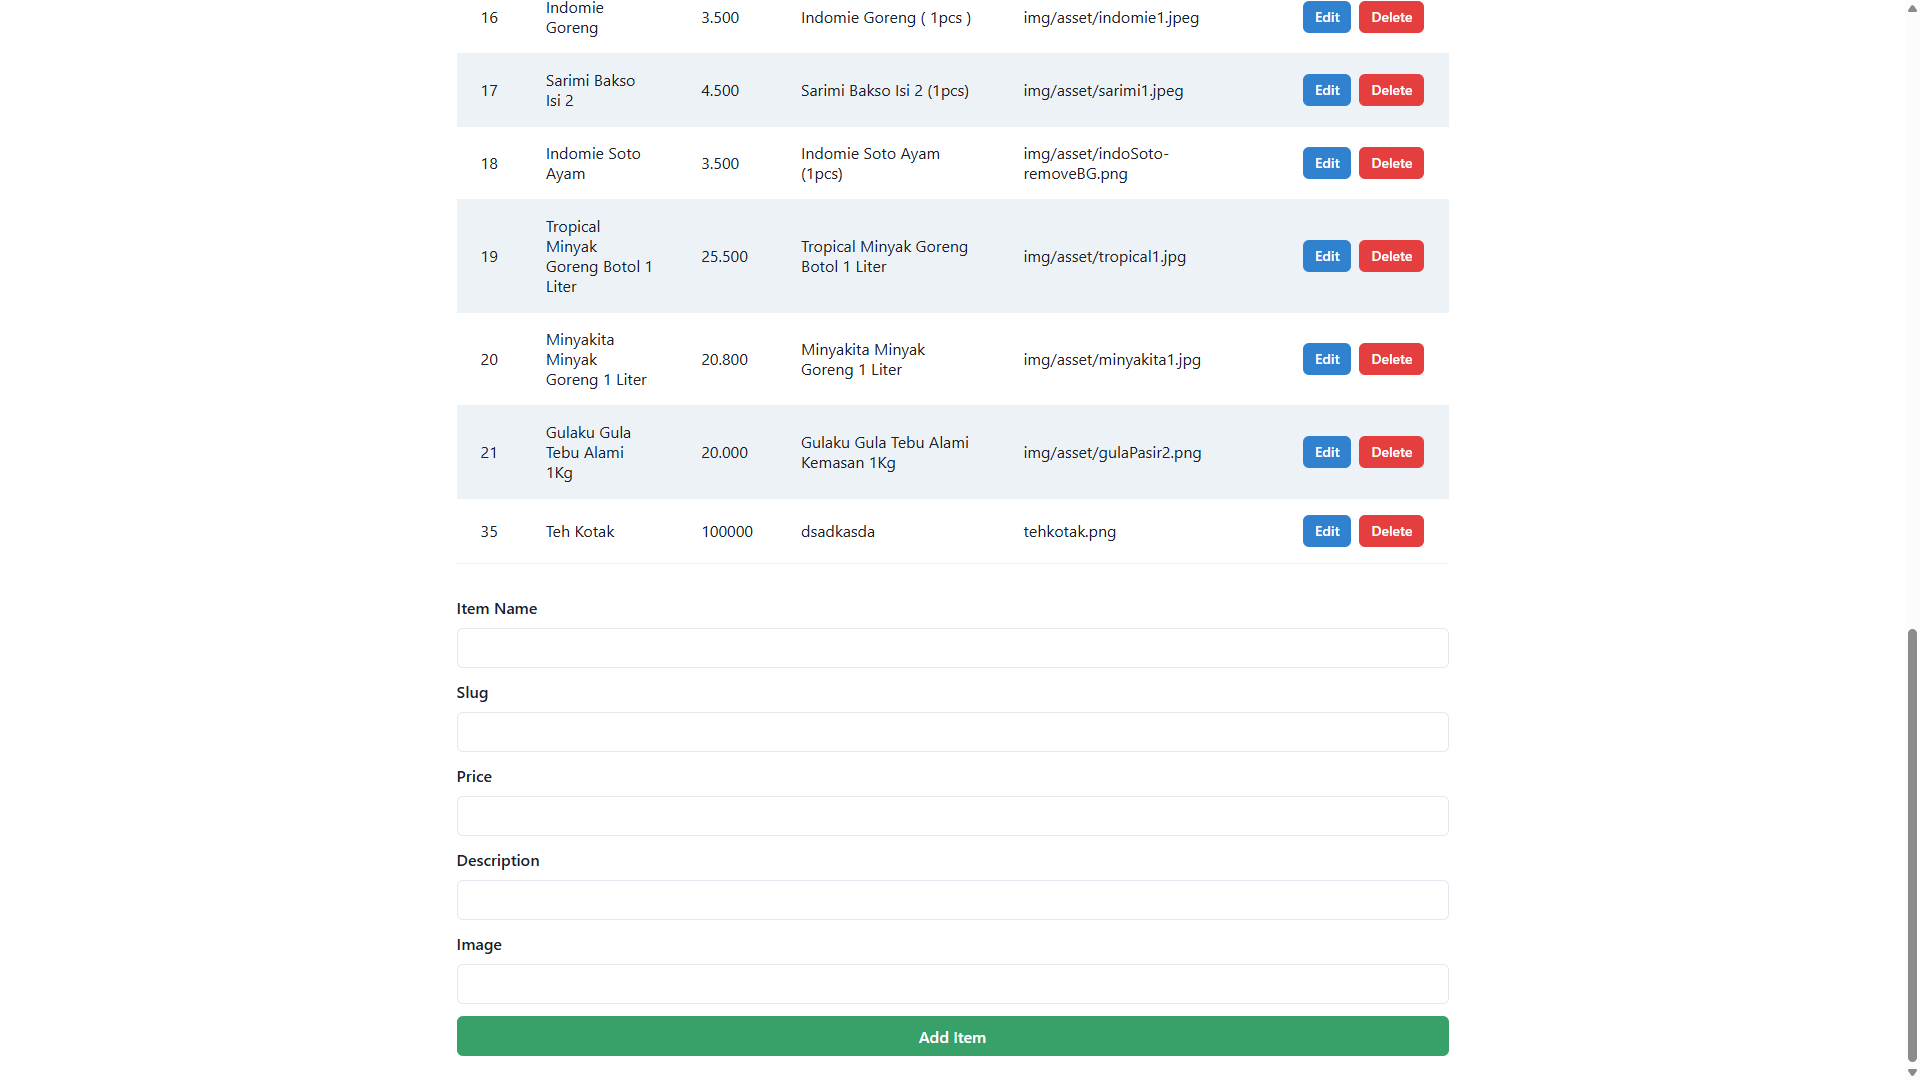 16 Indomie Goreng 3.500 Indomie Goreng ( 1pcs ) img/asset/indomie1.jpeg Edit Delete
17 Sarimi Bakso Isi 2 4.500 Sarimi Bakso Isi 2 (1pcs) img/asset/sarimi1.jpeg Edit Delete
18 Indomie Soto Ayam 3.500 Indomie Soto Ayam (1pcs) img/asset/indoSoto-removeBG.png Edit Delete
19 Tropical Minyak Goreng Botol 1 Liter 25.500 Tropical Minyak Goreng Botol 1 Liter img/asset/tropical1.jpg Edit Delete
20 Minyakita Minyak Goreng 1 Liter 20.800 Minyakita Minyak Goreng 1 Liter img/asset/minyakita1.jpg Edit Delete
21 Gulaku Gula Tebu Alami 1Kg 20.000 Gulaku Gula Tebu Alami Kemasan 1Kg img/asset/gulaPasir2.png Edit Delete
35 Teh Kotak 100000 dsadkasda tehkotak.png Edit Delete
Item Name
Slug
Price
Description
Image
Add Item